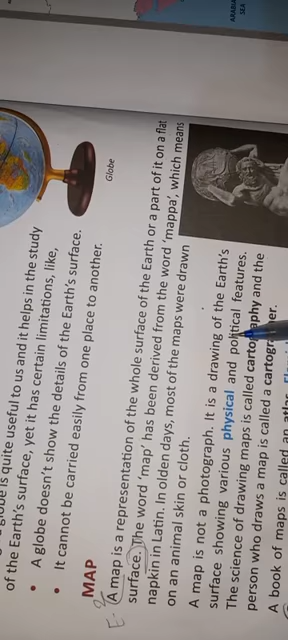 ARABIAN
SEA
Globe
globe is quite useful to us and it helps in the study
of the Earth's surface, yet it has certain limitations, like,
• A globe doesn't show the details of the Earth's surface.
• It cannot be carried easily from one place to another.
MAP
A map is a representation of the whole surface of the Earth or a part of it on a flat
surface. The word 'map' has been derived from the word 'mappa', which means
napkin in Latin. In olden days, most of the maps were drawn
on an animal skin or cloth.
A map is not a photograph. It is a drawing of the Earth's
surface showing various physical and political features.
The science of drawing maps is called cartography and the
person who draws a map is called a cartographer.
A book of maps is called an atlas.